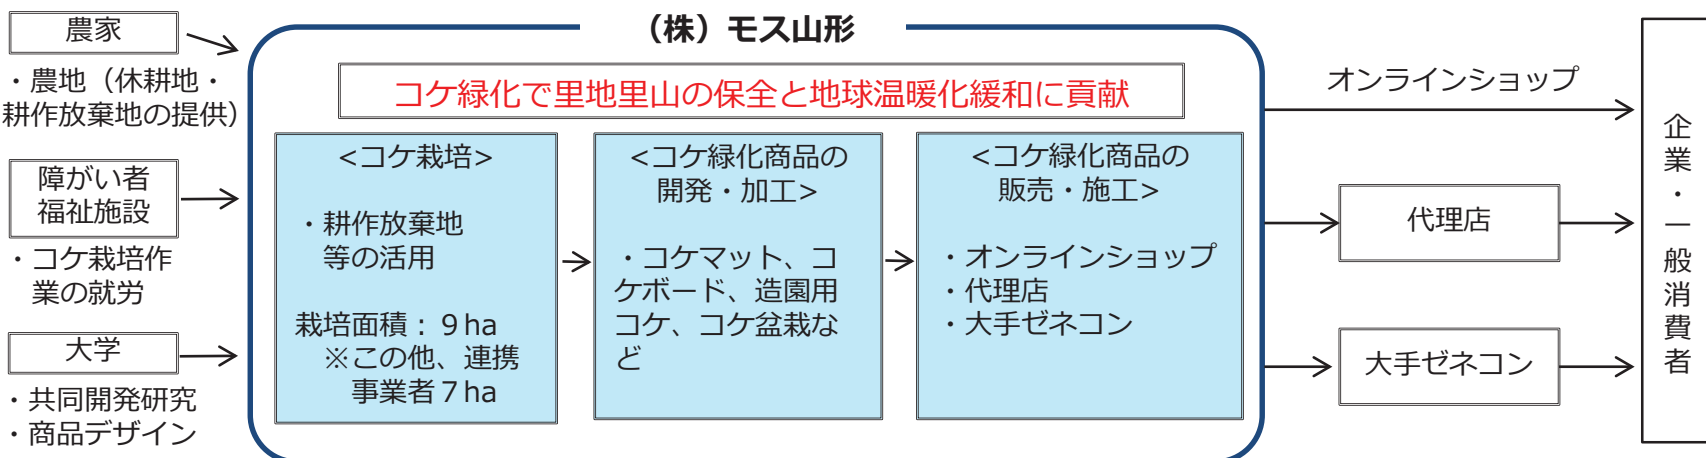 農家
・農地（休耕地・
耕作放棄地の提供）
障がい者
福祉施設
・コケ栽培作
業の就労
大学
・共同開発研究
・商品デザイン
（株）モス山形
コケ緑化で里地里山の保全と地球温暖化緩和に貢献
<コケ栽培>
・耕作放棄地
等の活用
栽培面積：９ha
※この他、連携
事業者７ha
<コケ緑化商品の
開発・加工>
・コケマット、コ
ケボード、造園用
コケ、コケ盆栽な
ど
<コケ緑化商品の
販売・施工>
・オンラインショップ
・代理店
・大手ゼネコン
オンラインショップ
代理店
大手ゼネコン
企業・一般消費者